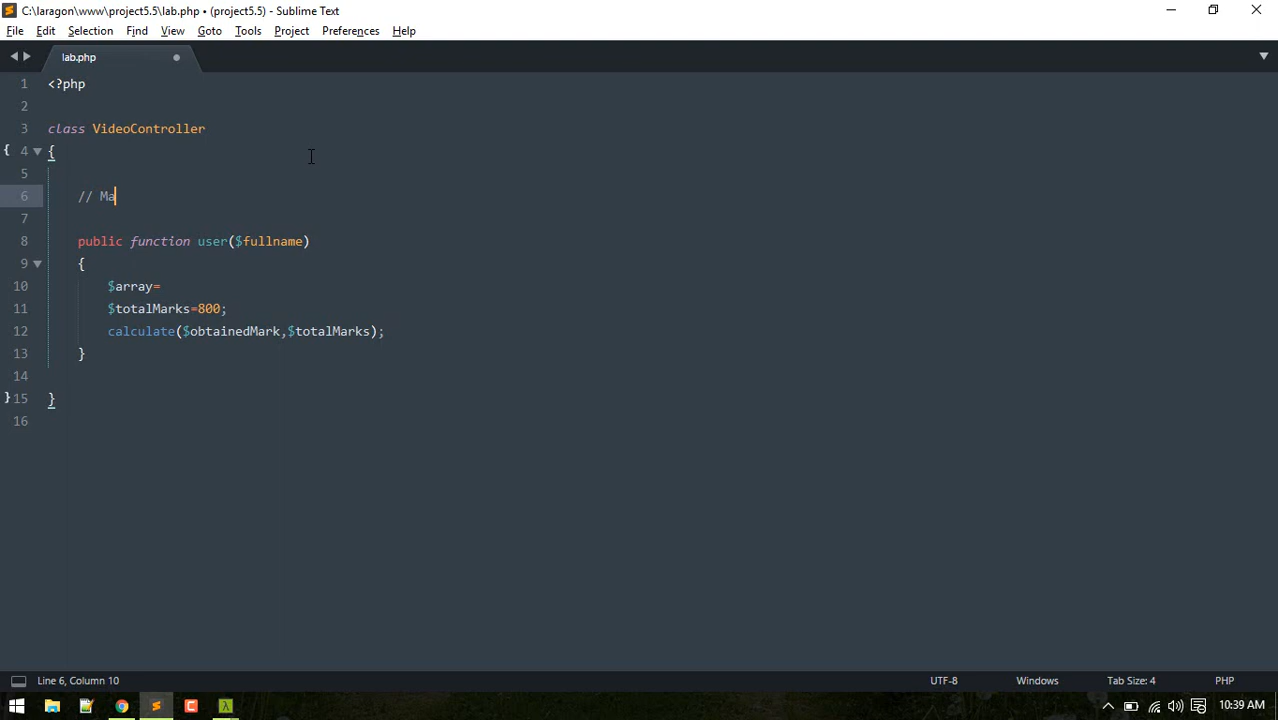 C:\laragon\www\project5.5\lab.php • (project5.5) - Sublime Text
File Edit Selection Find View Goto Tools Project Preferences Help
lab.php
1 <?php
2
3 class VideoController
4 {
5
6 // Ma
7
8 public function user($fullname)
9 {
10 $array=
11 $totalMarks=800;
12 calculate($obtainedMark,$totalMarks);
13 }
14
15 }
16
Line 6, Column 10 UTF-8 Windows Tab Size: 4 PHP
10:39 AM